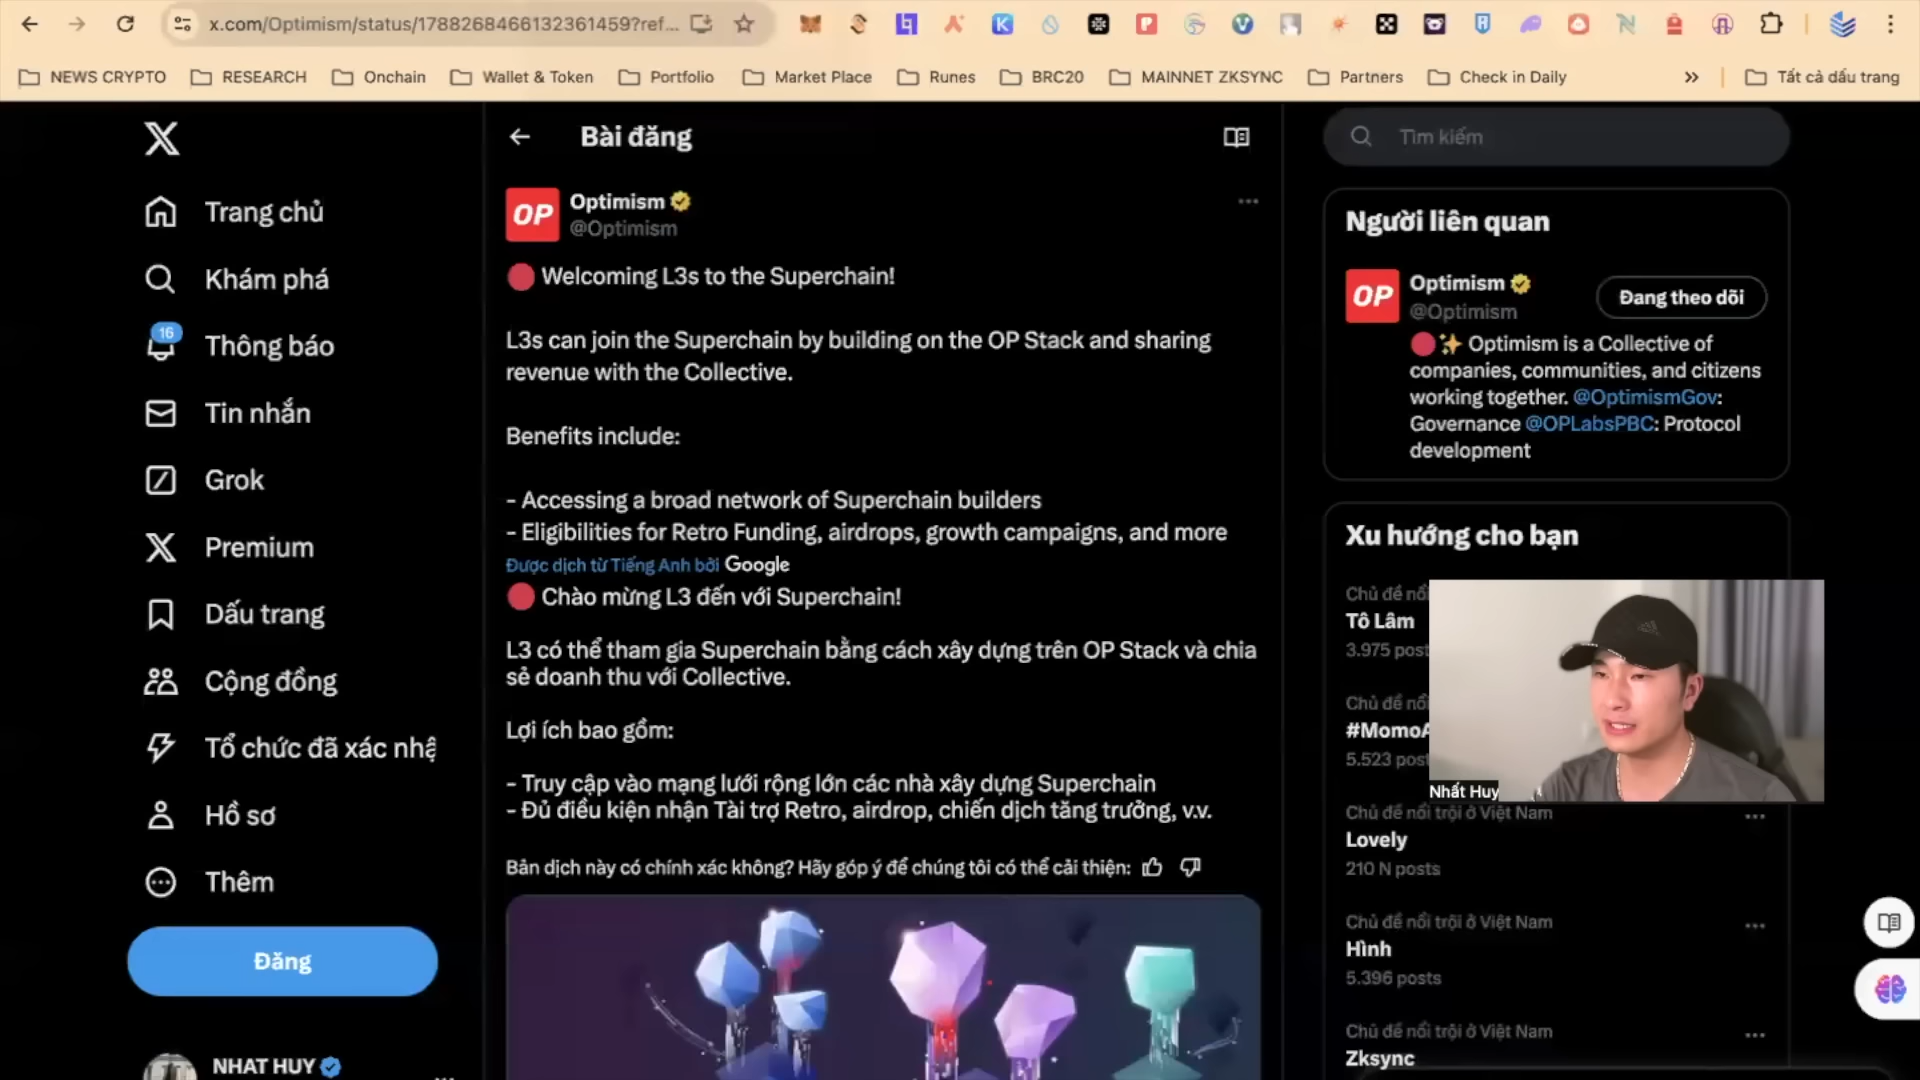 x.com/Optimism/status/1788268466132361459?ref...
NEWS CRYPTO
RESEARCH
Onchain
Wallet & Token
Portfolio
Market Place
Runes
BRC20
MAINNET ZKSYNC
Partners
Check in Daily
Tất cả dấu trang
Trang chủ
Khám phá
16
Thông báo
Tin nhắn
Grok
Premium
Dấu trang
Cộng đồng
Tổ chức đã xác nhậ
Hồ sơ
Thêm
Đăng
NHAT HUY
Bài đăng
OP
Optimism
@Optimism
Welcoming L3s to the Superchain!
L3s can join the Superchain by building on the OP Stack and sharing
revenue with the Collective.
Benefits include:
- Accessing a broad network of Superchain builders
- Eligibilities for Retro Funding, airdrops, growth campaigns, and more
Được dịch từ Tiếng Anh bởi Google
Chào mừng L3 đến với Superchain!
L3 có thể tham gia Superchain bằng cách xây dựng trên OP Stack và chia
sẻ doanh thu với Collective.
Lợi ích bao gồm:
- Truy cập vào mạng lưới rộng lớn các nhà xây dựng Superchain
- Đủ điều kiện nhận Tài trợ Retro, airdrop, chiến dịch tăng trưởng, v.v.
Bản dịch này có chính xác không? Hãy góp ý để chúng tôi có thể cải thiện:
Tìm kiếm
Người liên quan
OP
Optimism
@Optimism
Đang theo dõi
Optimism is a Collective of
companies, communities, and citizens
working together. @OptimismGov:
Governance @OPLabsPBC: Protocol
development
Xu hướng cho bạn
Chủ đề nổi
Tô Lâm
3.975 post
Chủ đề nổi
#MomoA
5.523 post
Nhất Huy
Chủ đề nổi trội ở Việt Nam
Lovely
210 N posts
Chủ đề nổi trội ở Việt Nam
Hình
5.396 posts
Chủ đề nổi trội ở Việt Nam
Zksync